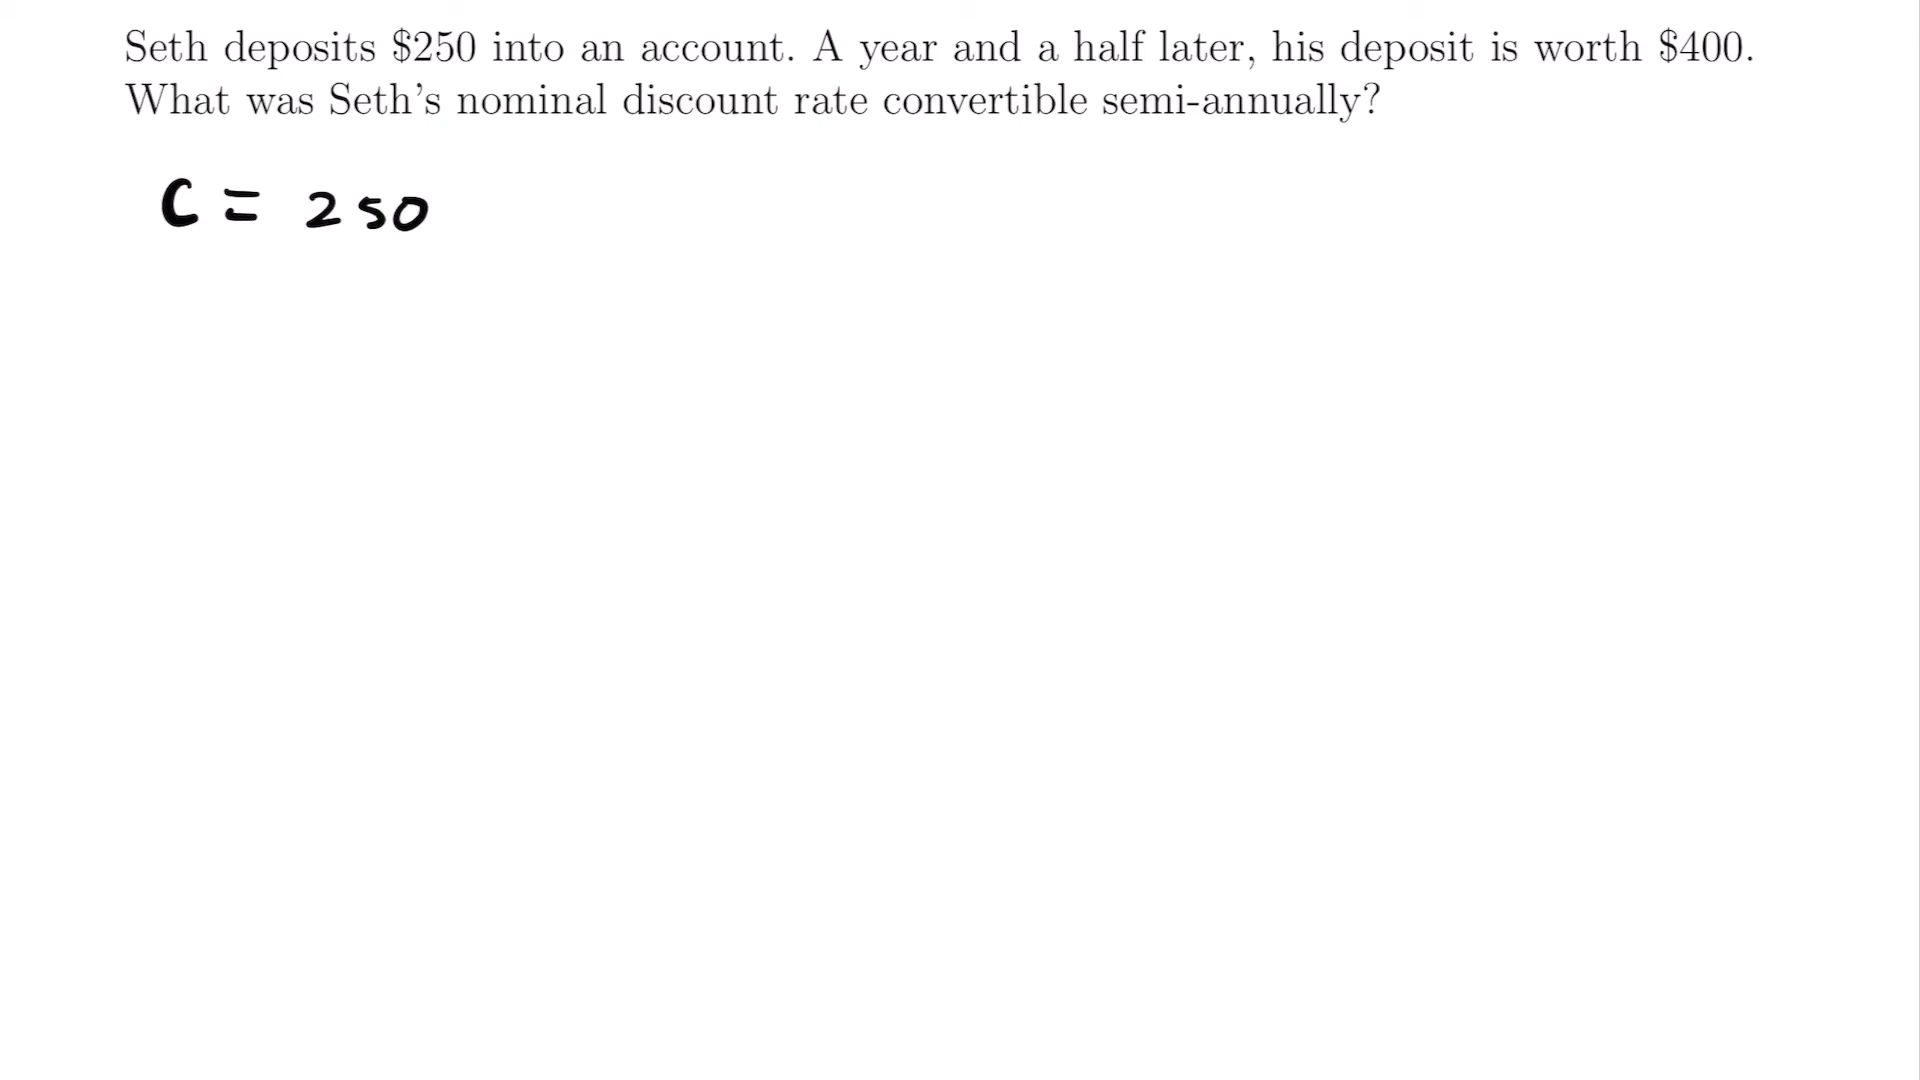 Seth deposits $250 into an account. A year and a half later, his deposit is worth $400.
What was Seth's nominal discount rate convertible semi-annually?
C = 250